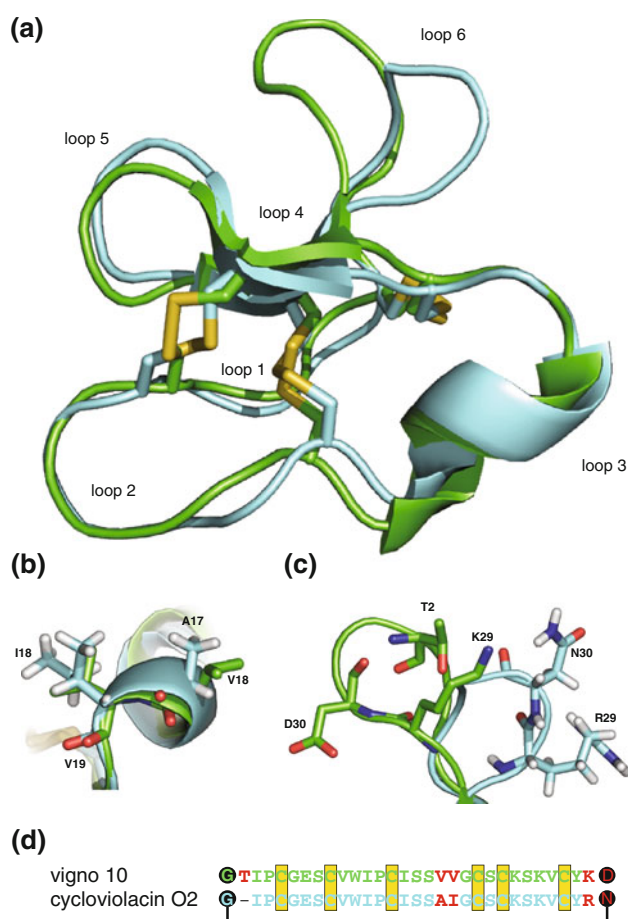 (a)
loop 6
loop 5
loop 4
loop 1
loop 3
loop 2
(b)
(c)
A17
I18
V18
V19
T2
K29
N30
D30
R29
(d)
vigno 10 GTIPCGESCVWIPCISSVVGCSCKSKVCYKD
cycloviolacin O2 G-IPCGESCVWIPCISSAIGCSCKSKVCYRN